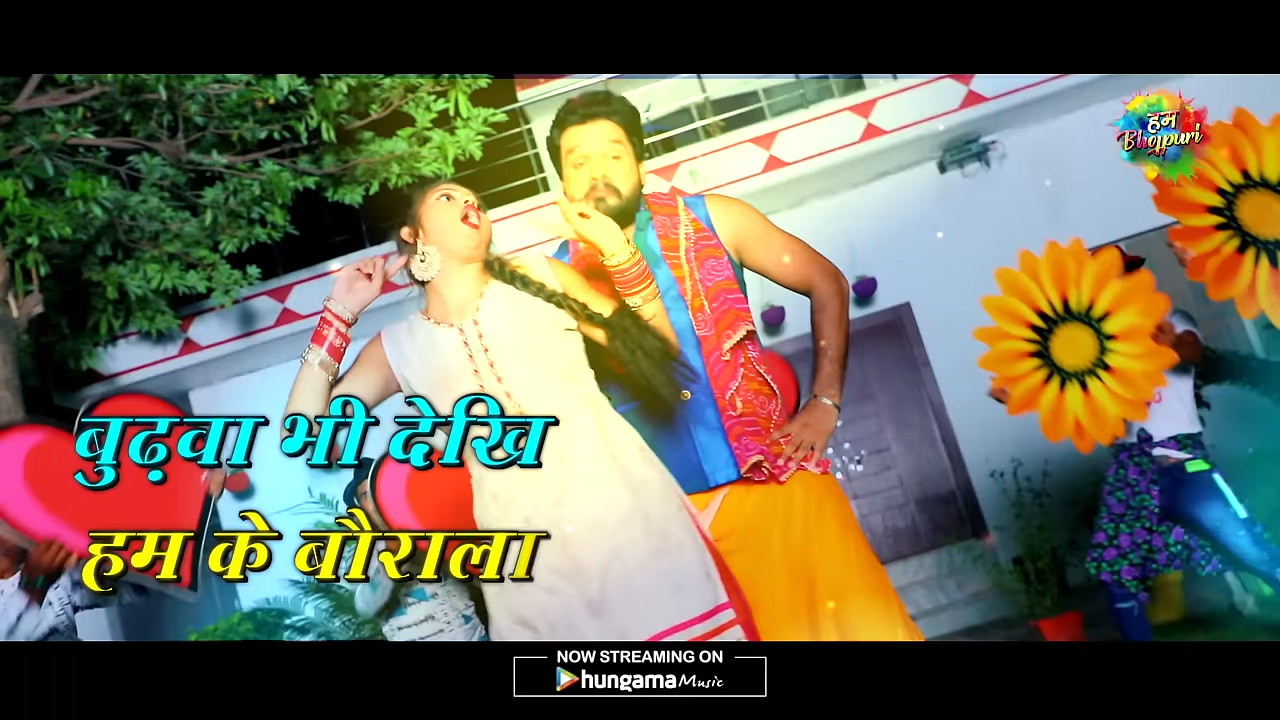 हम
Bhojpuri
बुढ़वा भी देखि
हम के बौराला
NOW STREAMING ON
hungama Music